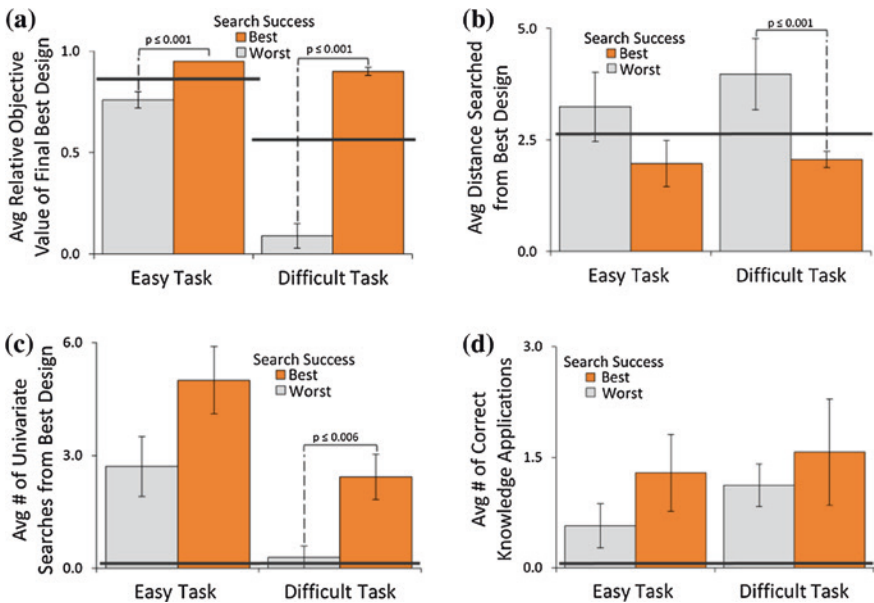 (a)
Search Success
Best
Worst
p ≤ 0.001
p ≤ 0.001
1.0
0.5
0.0
Avg Relative Objective
Value of Final Best Design
Easy Task
Difficult Task
(b)
Search Success
Best
Worst
p ≤ 0.001
5.0
2.5
0.0
Avg Distance Searched
from Best Design
Easy Task
Difficult Task
(c)
Search Success
Best
Worst
p ≤ 0.006
6.0
3.0
0.0
Avg # of Univariate
Searches from Best Design
Easy Task
Difficult Task
(d)
Search Success
Best
Worst
3.0
1.5
0.0
Avg # of Correct
Knowledge Applications
Easy Task
Difficult Task